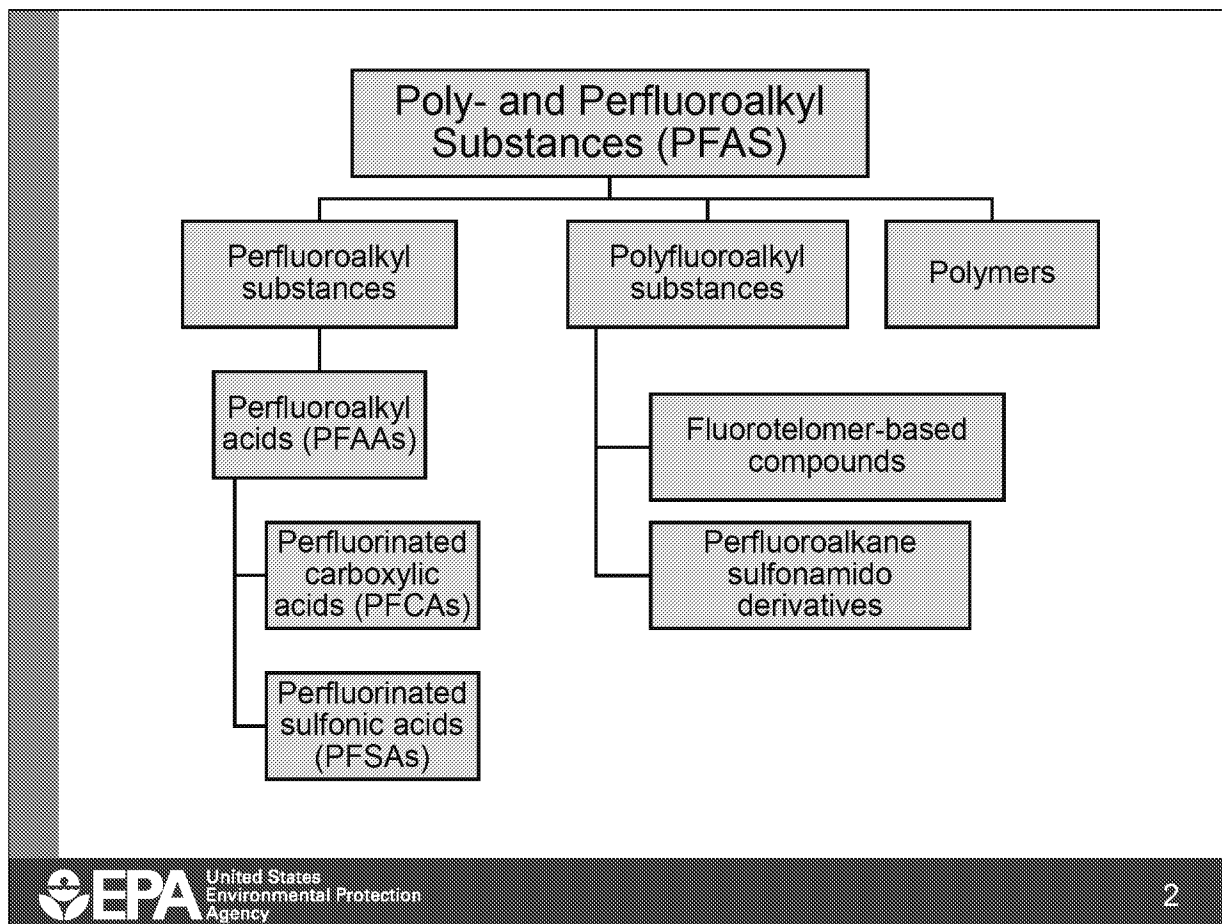 Poly- and Perfluoroalkyl
Substances (PFAS)
Perfluoroalkyl
substances
Polyfluoroalkyl
substances
Polymers
Perfluoroalkyl
acids (PFAAs)
Fluorotelomer-based
compounds
Perfluorinated
carboxylic
acids (PFCAs)
Perfluoroalkane
sulfonamido
derivatives
Perfluorinated
sulfonic acids
(PFSAs)
EPA
United States
Environmental Protection
Agency
2